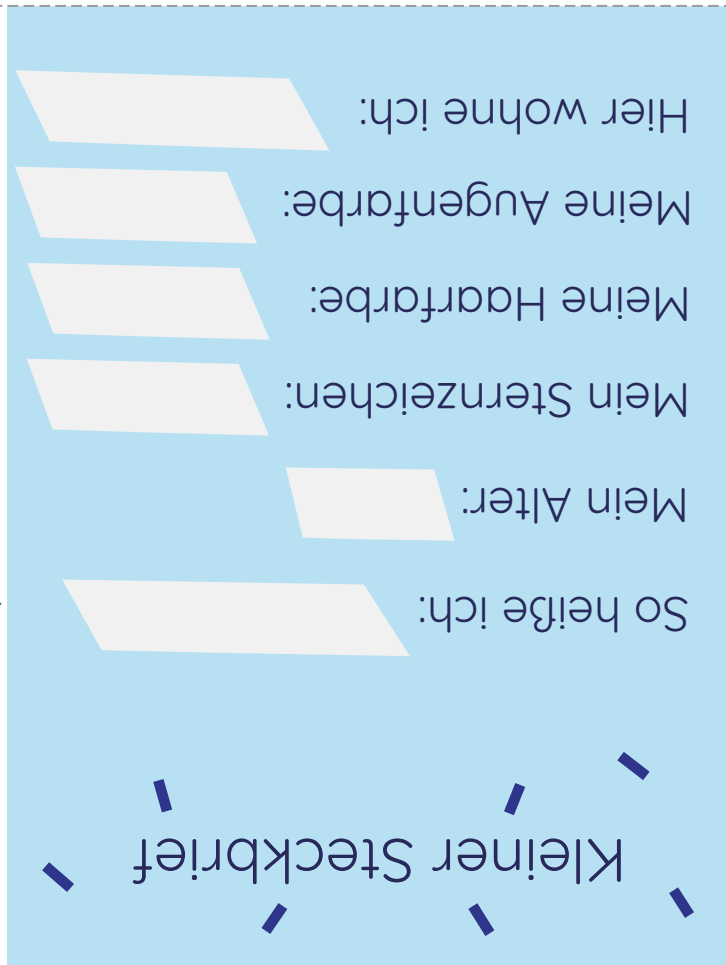 Kleiner Steckbrief
So heiße ich:
Mein Alter:
Mein Sternzeichen:
Meine Haarfarbe:
Meine Augenfarbe:
Hier wohne ich: